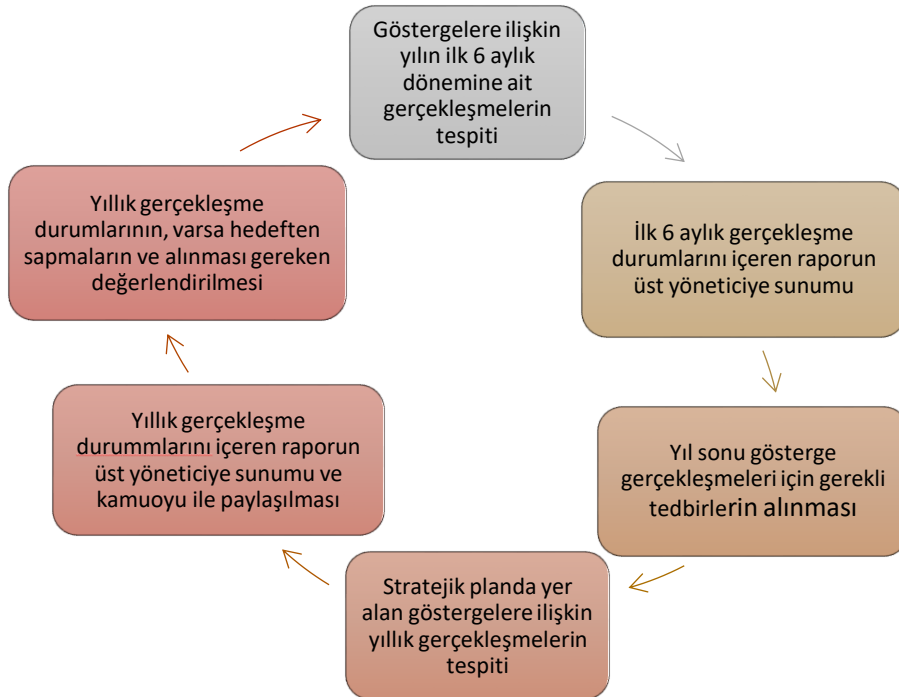 Göstergelere ilişkin
yılın ilk 6 aylık
dönemine ait
gerçekleşmelerin
tespiti
İlk 6 aylık gerçekleşme
durumlarını içeren raporun
üst yöneticiye sunumu
Yıl sonu gösterge
gerçekleşmeleri için gerekli
tedbirlerin alınması
Stratejik planda yer
alan göstergelere ilişkin
yıllık gerçekleşmelerin
tespiti
Yıllık gerçekleşme
durummlarını içeren raporun
üst yöneticiye sunumu ve
kamuoyu ile paylaşılması
Yıllık gerçekleşme
durumlarının, varsa hedeften
sapmaların ve alınması gereken
değerlendirilmesi